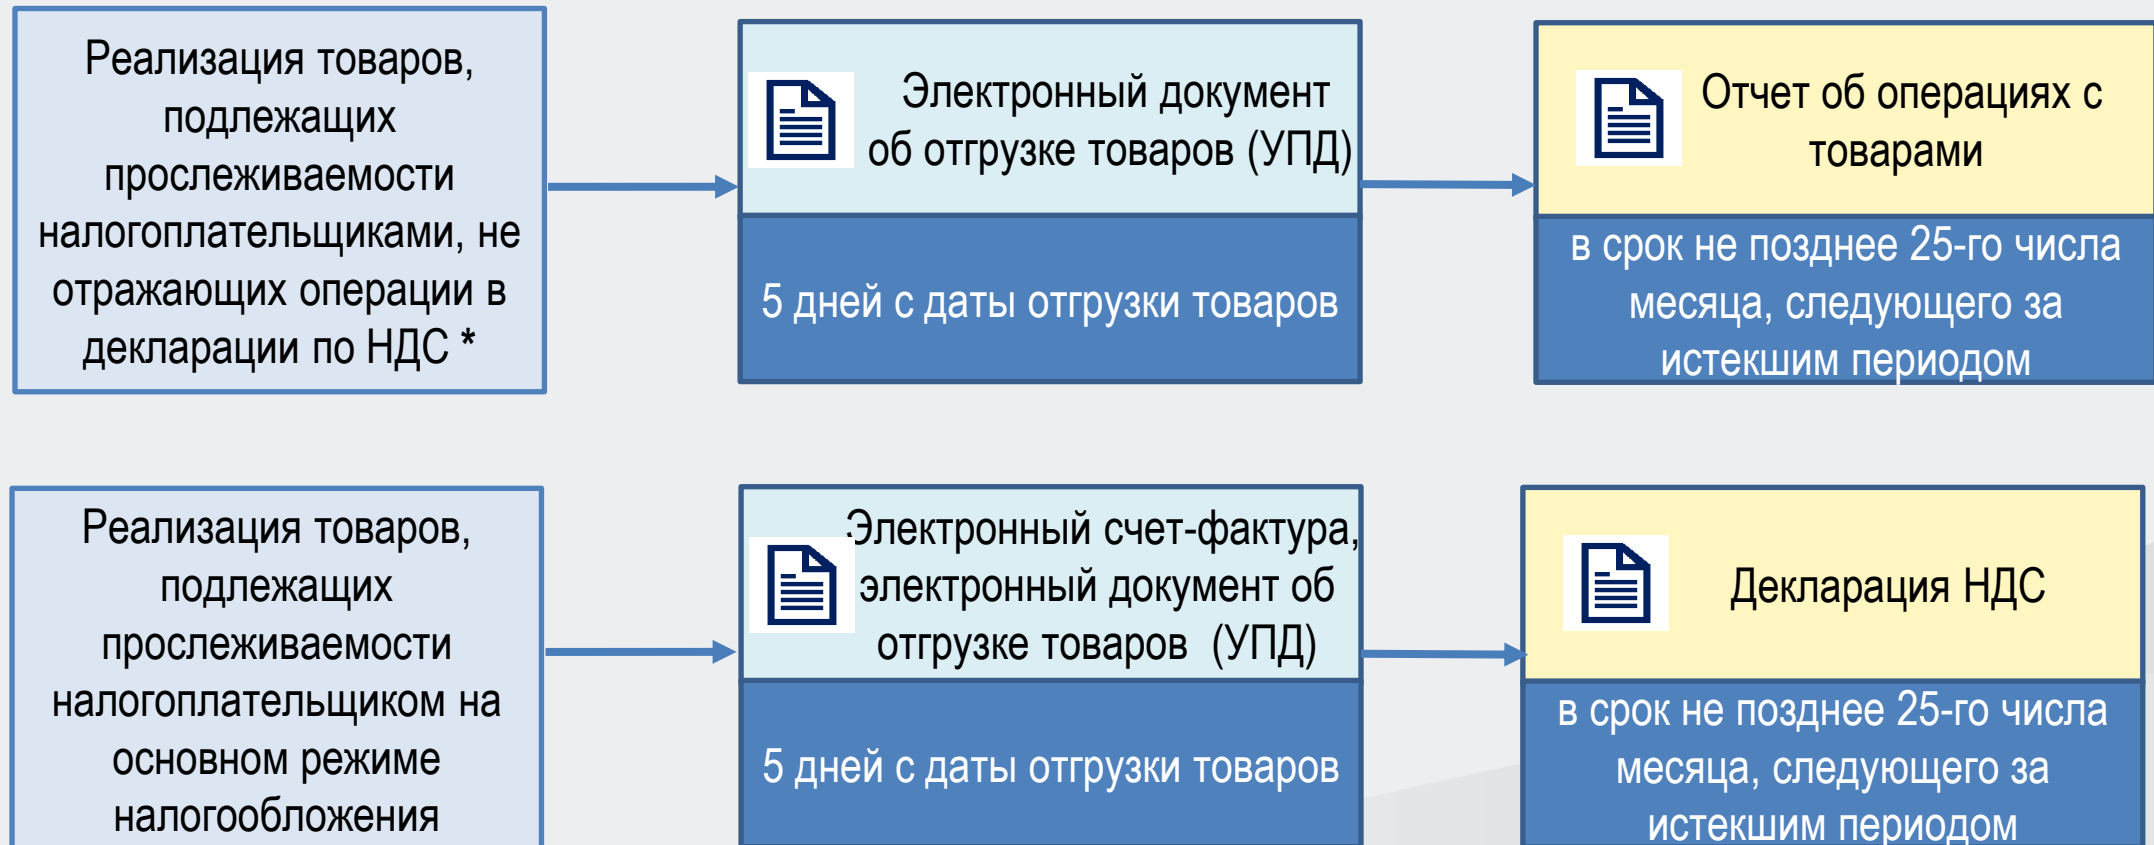 Реализация товаров,
подлежащих
прослеживаемости
налогоплательщиками, не
отражающих операции в
декларации по НДС *
Электронный документ
об отгрузке товаров (УПД)
5 дней с даты отгрузки товаров
Отчет об операциях с
товарами
в срок не позднее 25-го числа
месяца, следующего за
истекшим периодом
Реализация товаров,
подлежащих
прослеживаемости
налогоплательщиком на
основном режиме
налогообложения
Электронный счет-фактура,
электронный документ об
отгрузке товаров (УПД)
5 дней с даты отгрузки товаров
Декларация НДС
в срок не позднее 25-го числа
месяца, следующего за
истекшим периодом